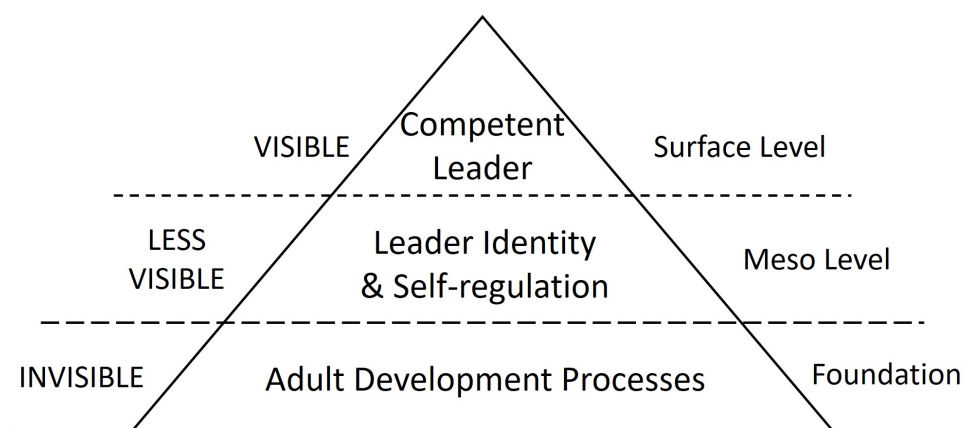 VISIBLE
Competent
Leader
Surface Level
LESS
VISIBLE
Leader Identity
& Self-regulation
Meso Level
INVISIBLE
Adult Development Processes
Foundation